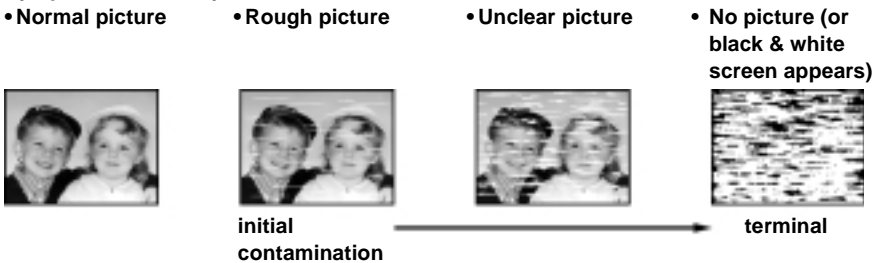 • Normal picture
• Rough picture
• Unclear picture
• No picture (or
black & white
screen appears)
initial
contamination
terminal